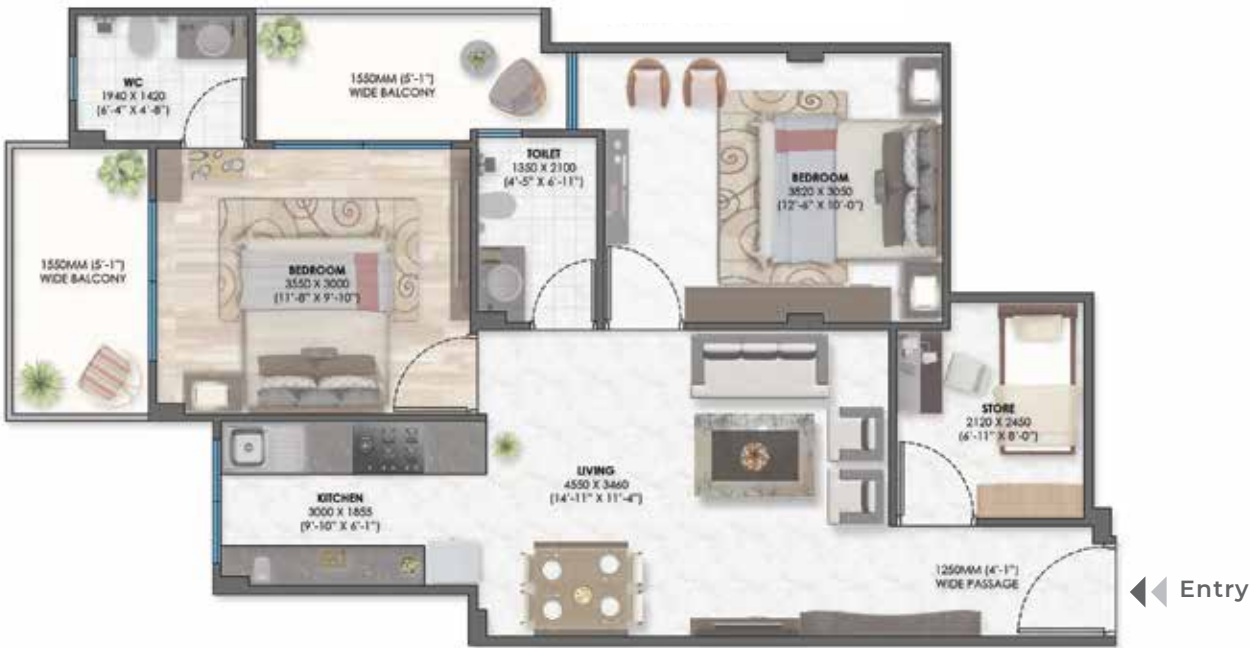 WC
1940 X 1420
(6'-4" X 4'-8")
1550MM (5'-1")
WIDE BALCONY
TOILET
1350 X 2100
(4'-5" X 6'-11")
BEDROOM
3820 X 3050
(12'-6" X 10'-0")
1550MM (5'-1")
WIDE BALCONY
BEDROOM
3550 X 3000
(11'-8" X 9'-10")
STORE
2120 X 2450
(6'-11" X 8'-0")
LIVING
4550 X 3460
(14'-11" X 11'-4")
KITCHEN
3000 X 1855
(9'-10" X 6'-1")
1250MM (4'-1")
WIDE PASSAGE
Entry